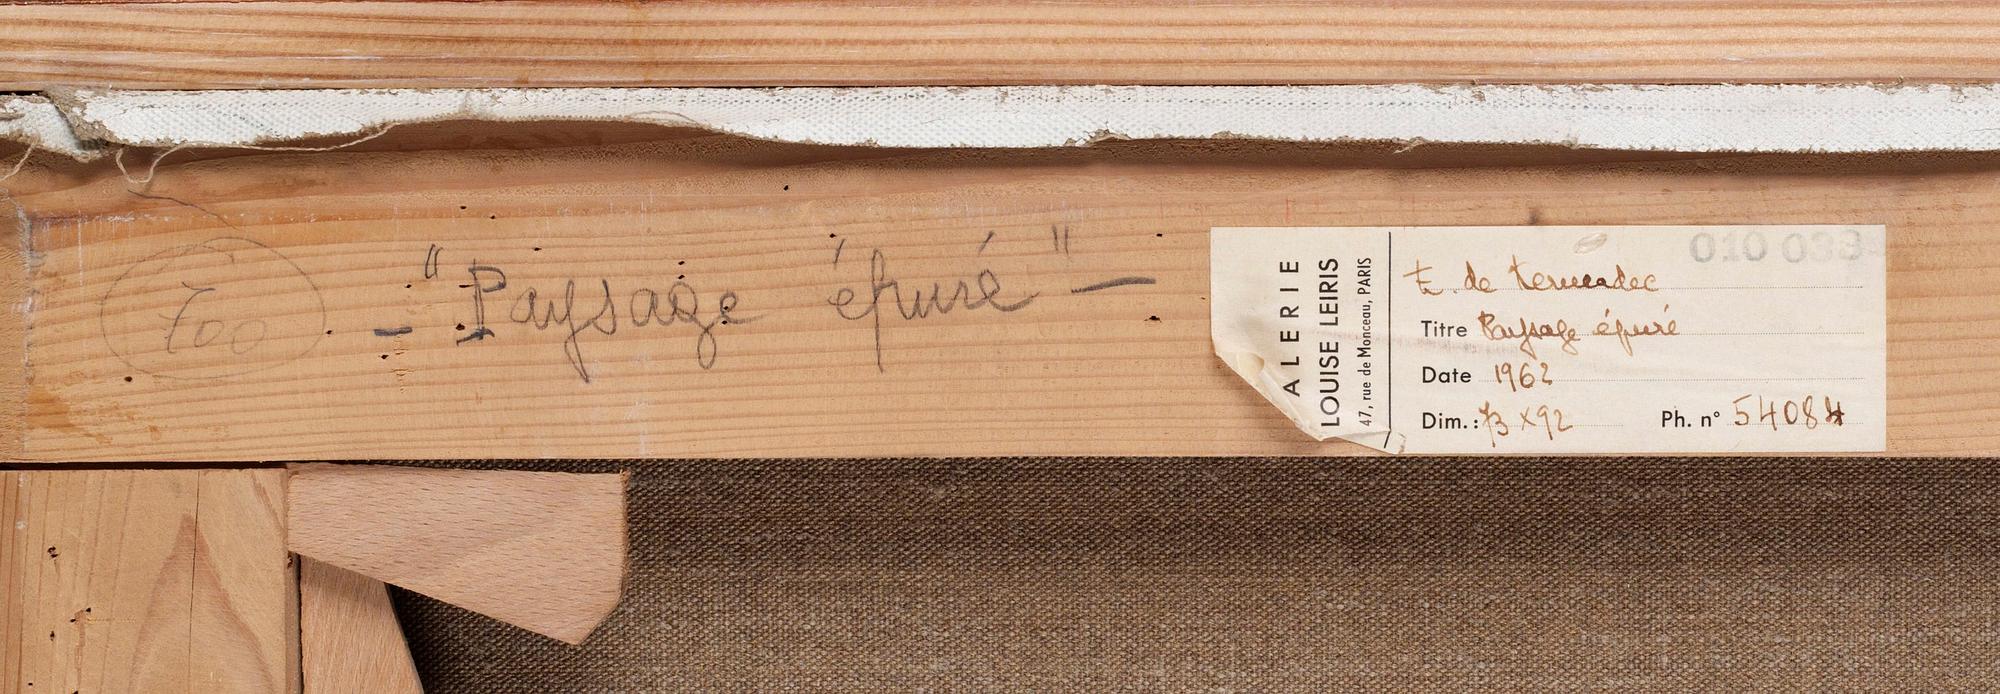 700
- "Paysage épuré" -
ALERIE
LOUISE LEIRIS
47, rue de Monceau, PARIS
010 033
E. de Kermadec
Titre Paysage épuré
Date 1962
Dim.: 73 x 92 Ph. n° 54084